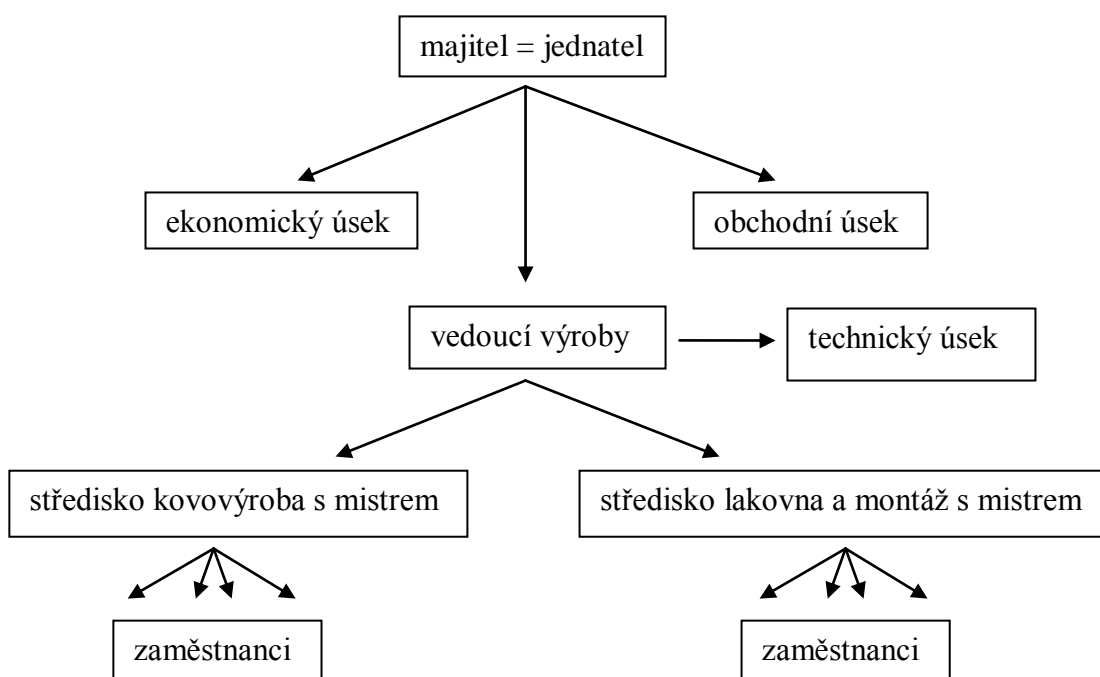 majitel = jednatel
ekonomický úsek
obchodní úsek
vedoucí výroby
technický úsek
středisko kovovýroba s mistrem
středisko lakovna a montáž s mistrem
zaměstnanci
zaměstnanci